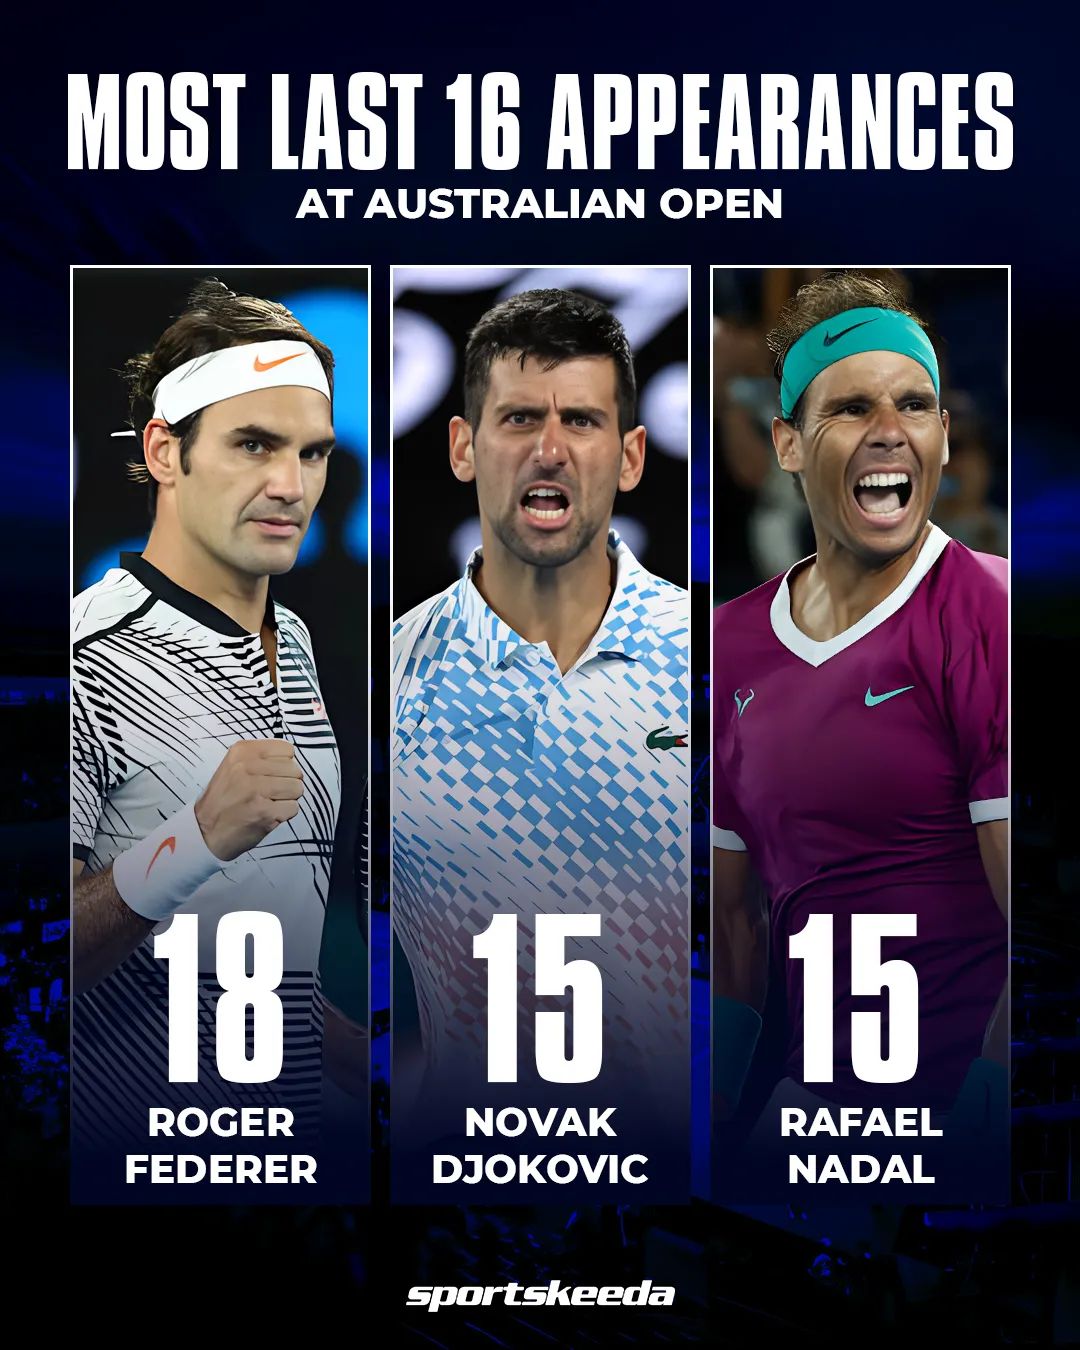 MOST LAST 16 APPEARANCES
AT AUSTRALIAN OPEN
18
ROGER
FEDERER
15
NOVAK
DJOKOVIC
15
RAFAEL
NADAL
sportskeeda